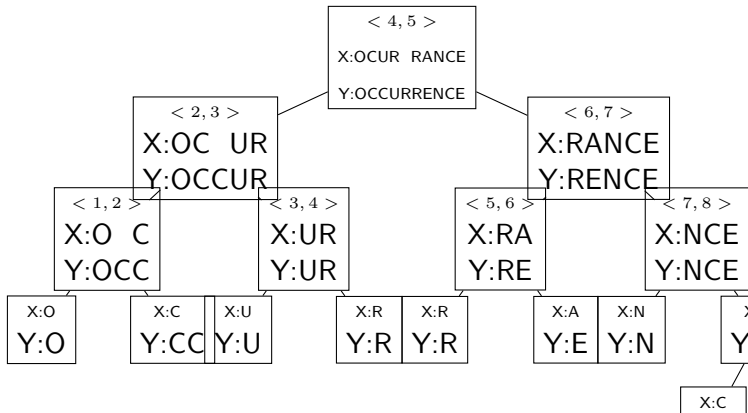 < 4, 5 >
X:OCUR RANCE
Y:OCCURRENCE
< 2, 3 >
X:OC UR
Y:OCCUR
< 6, 7 >
X:RANCE
Y:RENCE
< 1, 2 >
X:O C
Y:OCC
< 3, 4 >
X:UR
Y:UR
< 5, 6 >
X:RA
Y:RE
< 7, 8 >
X:NCE
Y:NCE
X:O
Y:O
X:C
Y:CC
X:U
Y:U
X:R
Y:R
X:R
Y:R
X:A
Y:E
X:N
Y:N
X:C